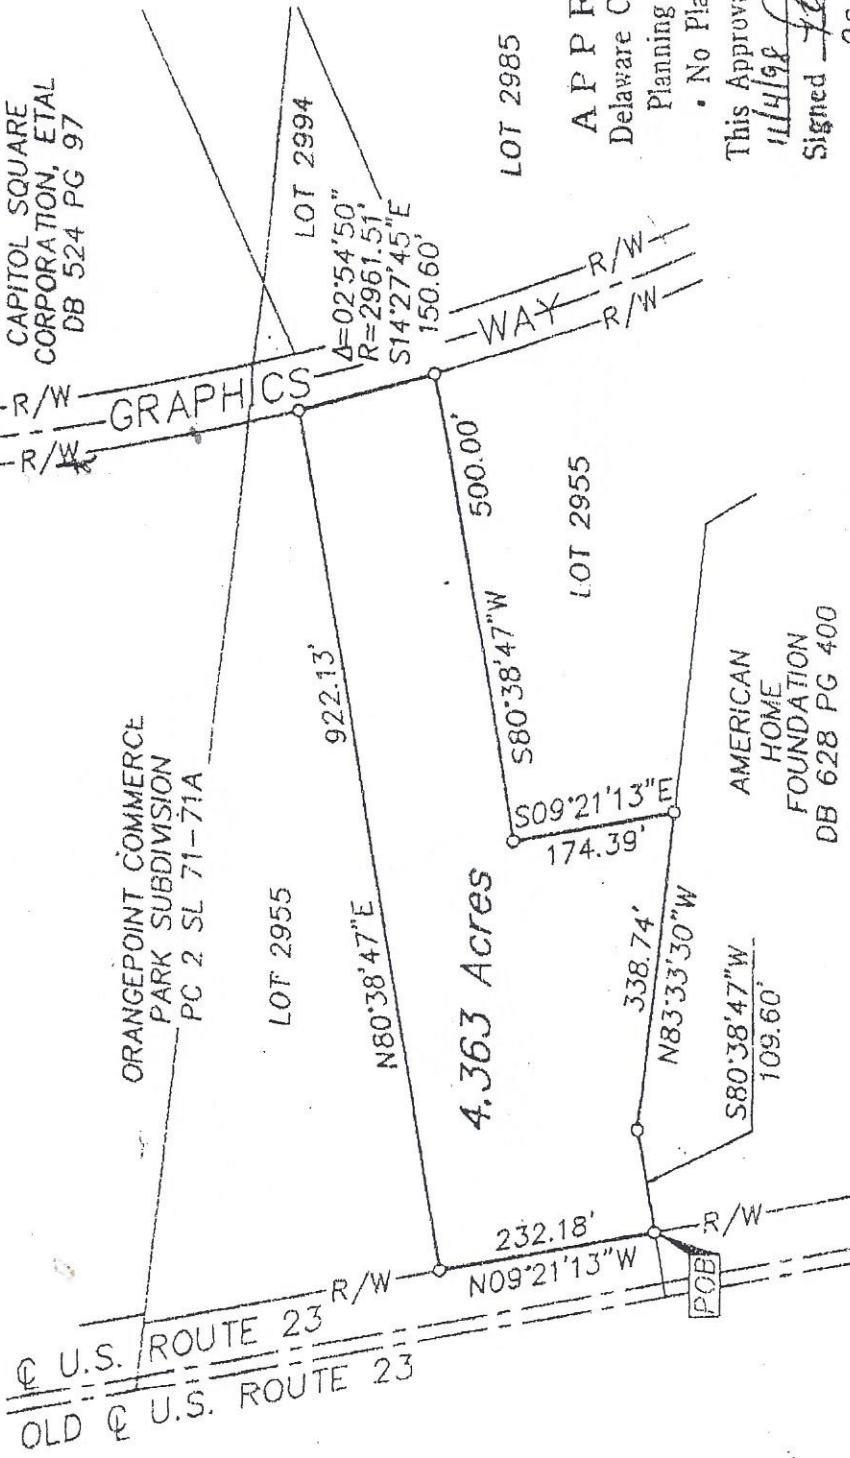 CAPITOL SQUARE
CORPORATION, ETAL
DB 524 PG 97
R/W
GRAPHICS
R/W
LOT 2994
Δ=02°54'50"
R=2961.51'
S14°27'45"E
150.60'
WAY
R/W
R/W
LOT 2985
APPR
Delaware C
Planning
• No Pla
This Approva
11/4/98
Signed
ORANGEPOINT COMMERCE
PARK SUBDIVISION
PC 2 SL 71-71A
LOT 2955
922.13'
N80°38'47"E
500.00'
S80°38'47"W
LOT 2955
4.363 Acres
S09°21'13"E
174.39'
338.74'
N83°33'30"W
AMERICAN
HOME
FOUNDATION
DB 628 PG 400
S80°38'47"W
109.60'
232.18'
N09°21'13"W
R/W
R/W
POB
℄ U.S. ROUTE 23
OLD ℄ U.S. ROUTE 23